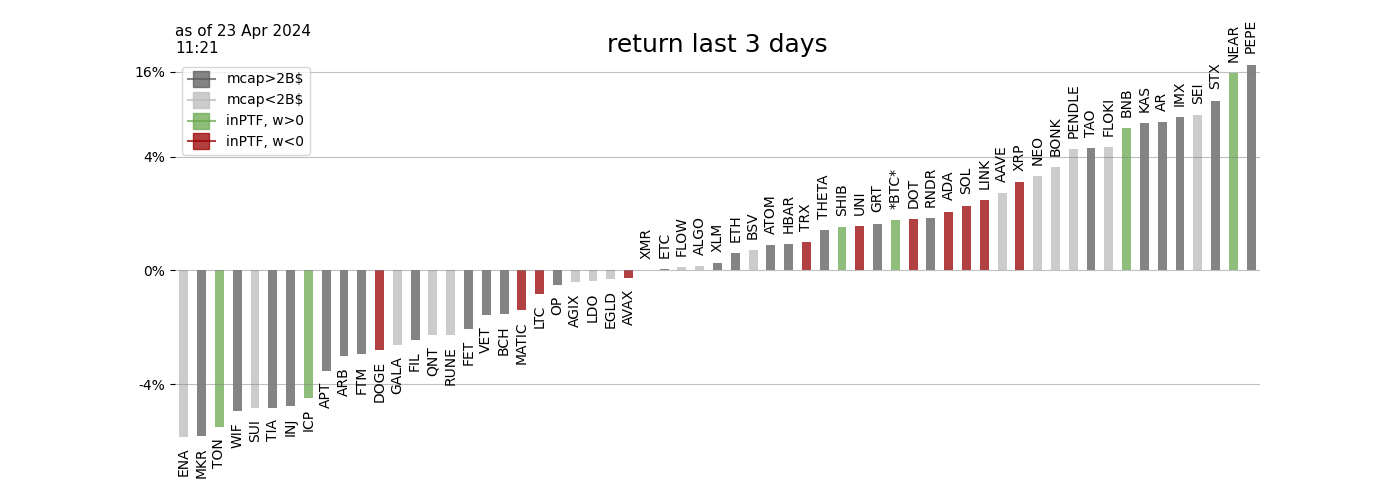 as of 23 Apr 2024
11:21
return last 3 days
mcap>2B$
mcap<2B$
inPTF, w>0
inPTF, w<0
16%
4%
0%
-4%
ENA
MKR
TON
WIF
SUI
TIA
INJ
ICP
APT
ARB
FTM
DOGE
GALA
FIL
QNT
RUNE
FET
VET
BCH
MATIC
LTC
OP
AGIX
LDO
EGLD
AVAX
XMR
ETC
FLOW
ALGO
XLM
ETH
BSV
ATOM
HBAR
TRX
THETA
SHIB
UNI
GRT
*BTC*
DOT
RNDR
ADA
SOL
LINK
AAVE
XRP
NEO
BONK
PENDLE
TAO
FLOKI
BNB
KAS
AR
IMX
SEI
STX
NEAR
PEPE